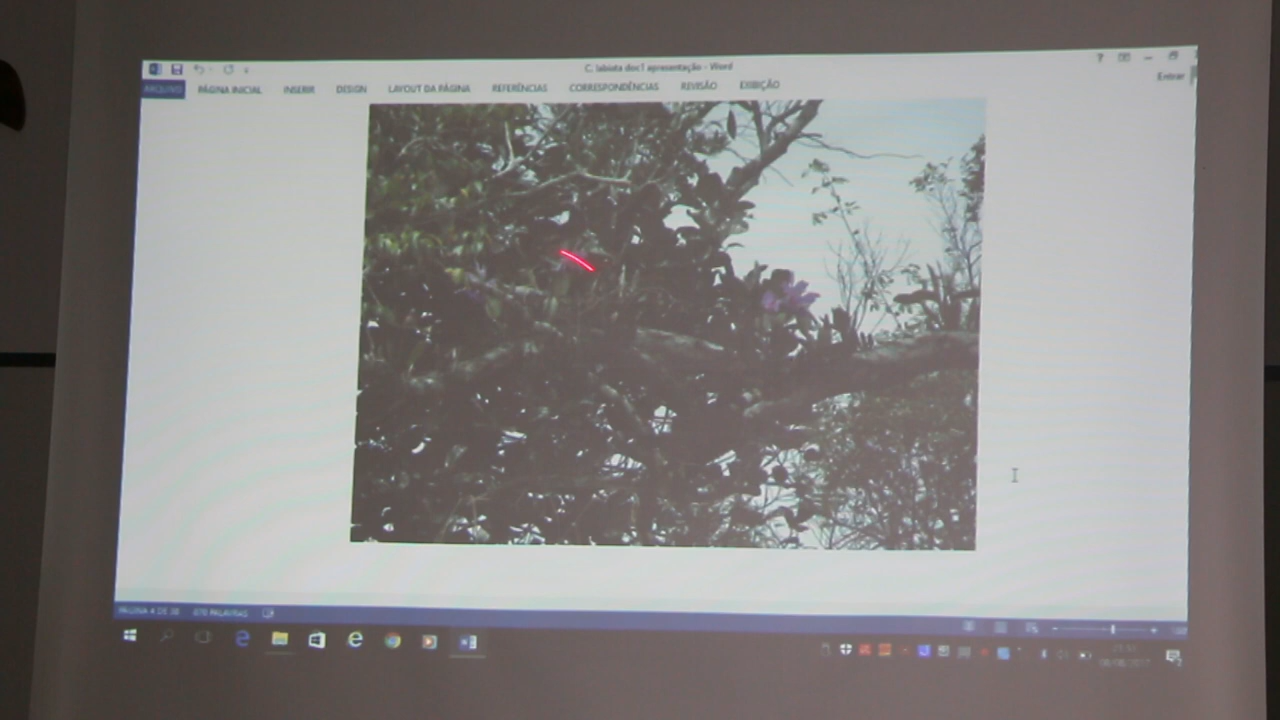 C. labiata doc1 apresentação - Word
?
Entrar
ARQUIVO PÁGINA INICIAL INSERIR DESIGN LAYOUT DA PÁGINA REFERÊNCIAS CORRESPONDÊNCIAS REVISÃO EXIBIÇÃO
PÁGINA 4 DE 38 670 PALAVRAS